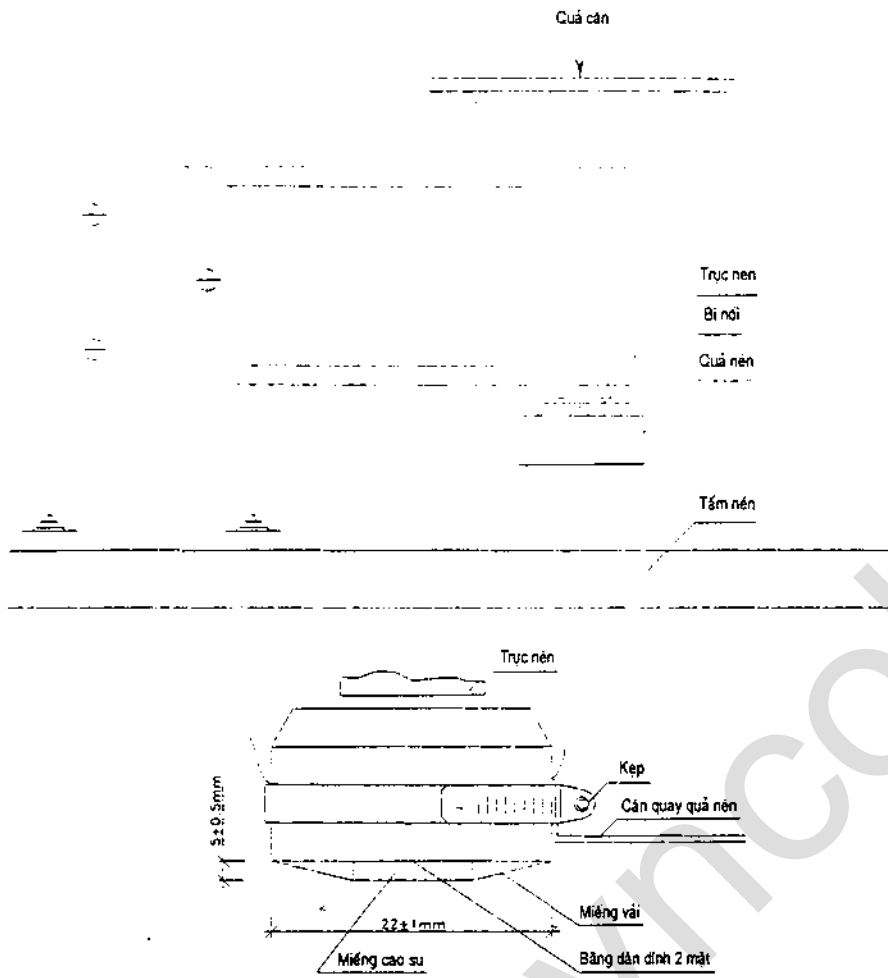 Quả cân
Trục nén
Bi nối
Quả nén
Tấm nén
Trục nén
Kẹp
Cán quay quả nén
5±0.5mm
Miếng vải
22±1mm
Miếng cao su
Băng dán dính 2 mặt